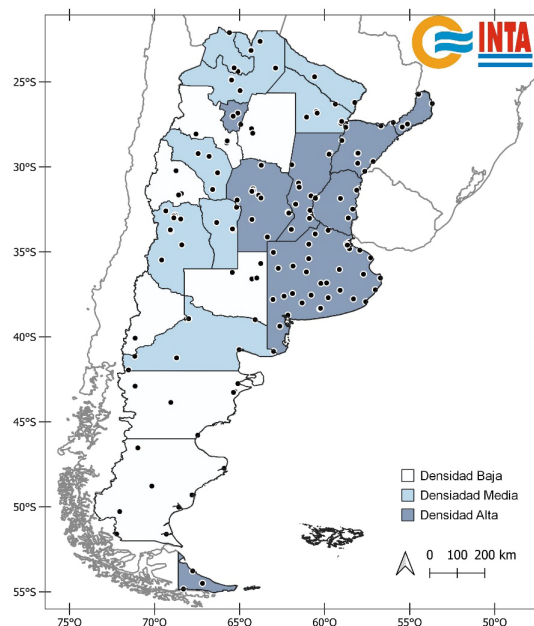 INTA
25°S
30°S
35°S
40°S
45°S
50°S
55°S
Densidad Baja
Densiadad Media
Densidad Alta
0 100 200 km
75°O 70°O 65°O 60°O 55°O 50°O